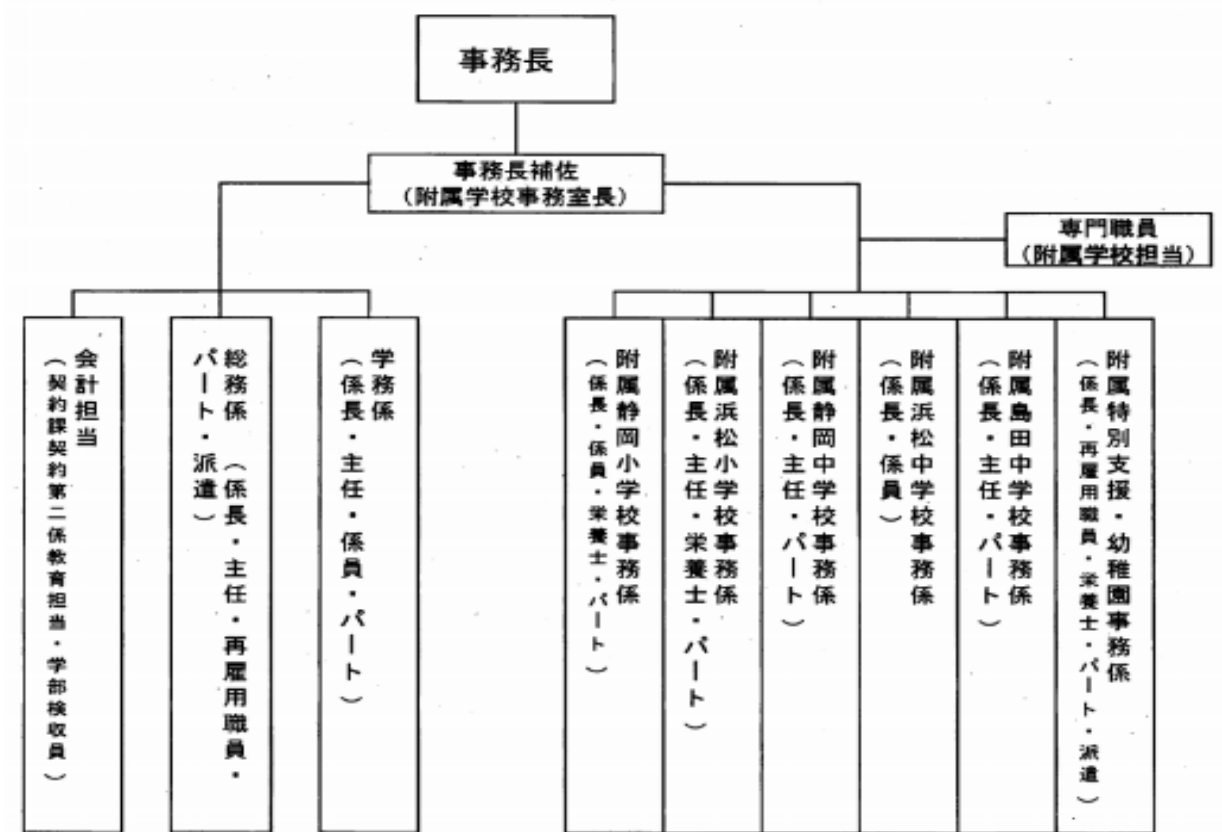 事務長
事務長補佐
(附属学校事務室長)
専門職員
(附属学校担当)
会計担当
(契約課契約第二係教育担当・学部検収員)
総務係 (係長・主任・再雇用職員・
パート・派遣)
学務係
(係長・主任・係員・パート)
附属静岡小学校事務係
(係長・係員・栄養士・パート)
附属浜松小学校事務係
(係長・主任・栄養士・パート)
附属静岡中学校事務係
(係長・主任・パート)
附属浜松中学校事務係
(係長・係員)
附属島田中学校事務係
(係長・主任・パート)
附属特別支援・幼稚園事務係
(係長・再雇用職員・栄養士・パート・派遣)